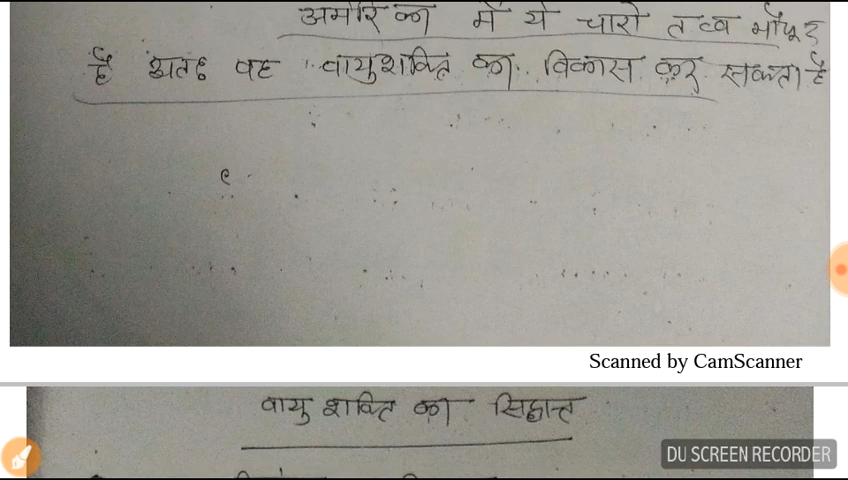 अमेरिका में ये चारो तत्व मौजूद
है अतः वह वायुशक्ति का विकास कर सकता है
Scanned by CamScanner
वायु शक्ति का सिद्धान्त
DU SCREEN RECORDER